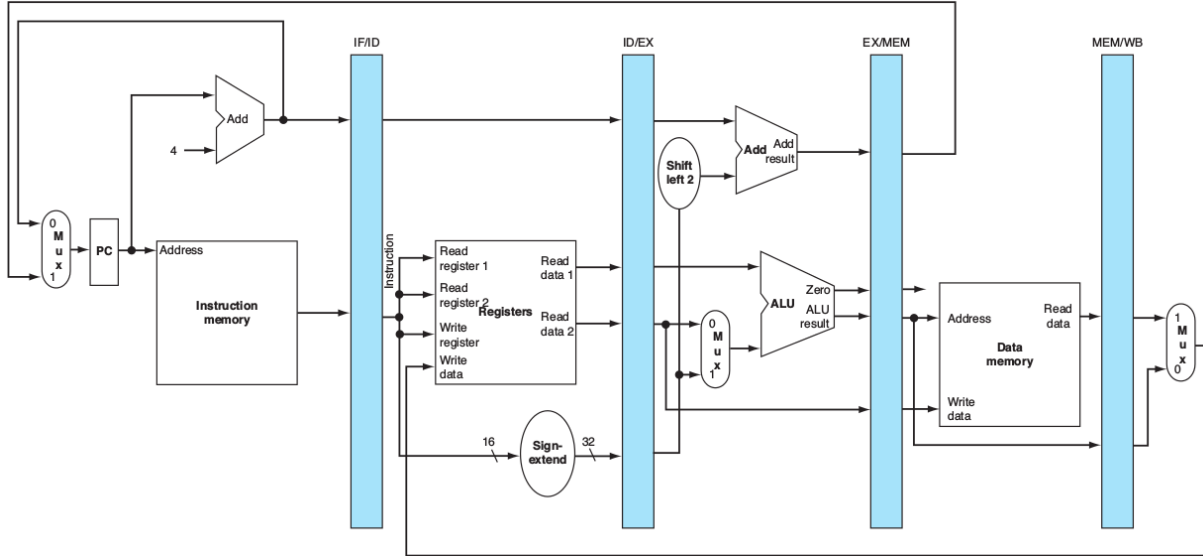 IF/ID
ID/EX
EX/MEM
MEM/WB
Add
4
Add
Add
result
Shift
left 2
0
M
u
x
1
PC
Address
Instruction
memory
Instruction
Read
register 1
Read
register 2
Write
register
Write
data
Registers
Read
data 1
Read
data 2
0
M
u
x
1
Zero
ALU
ALU
result
Address
Read
data
Data
memory
Write
data
1
M
u
x
0
16
Sign-
extend
32